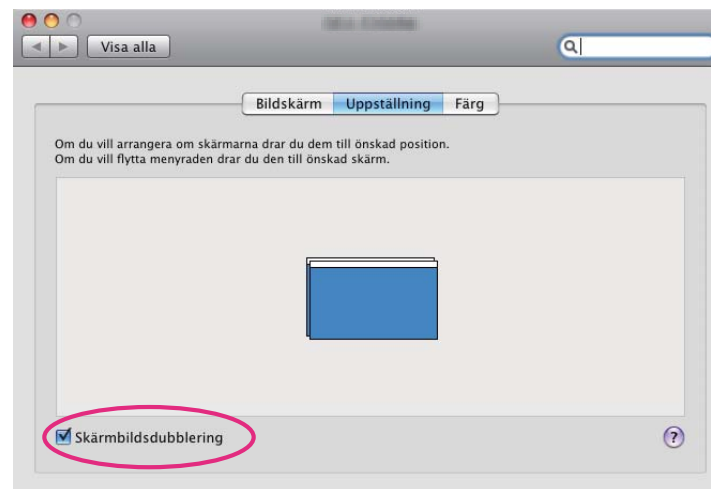 Visa alla
Bildskärm Uppställning Färg
Om du vill arrangera om skärmarna drar du dem till önskad position.
Om du vill flytta menyraden drar du den till önskad skärm.
Skärmbildsdubblering
?